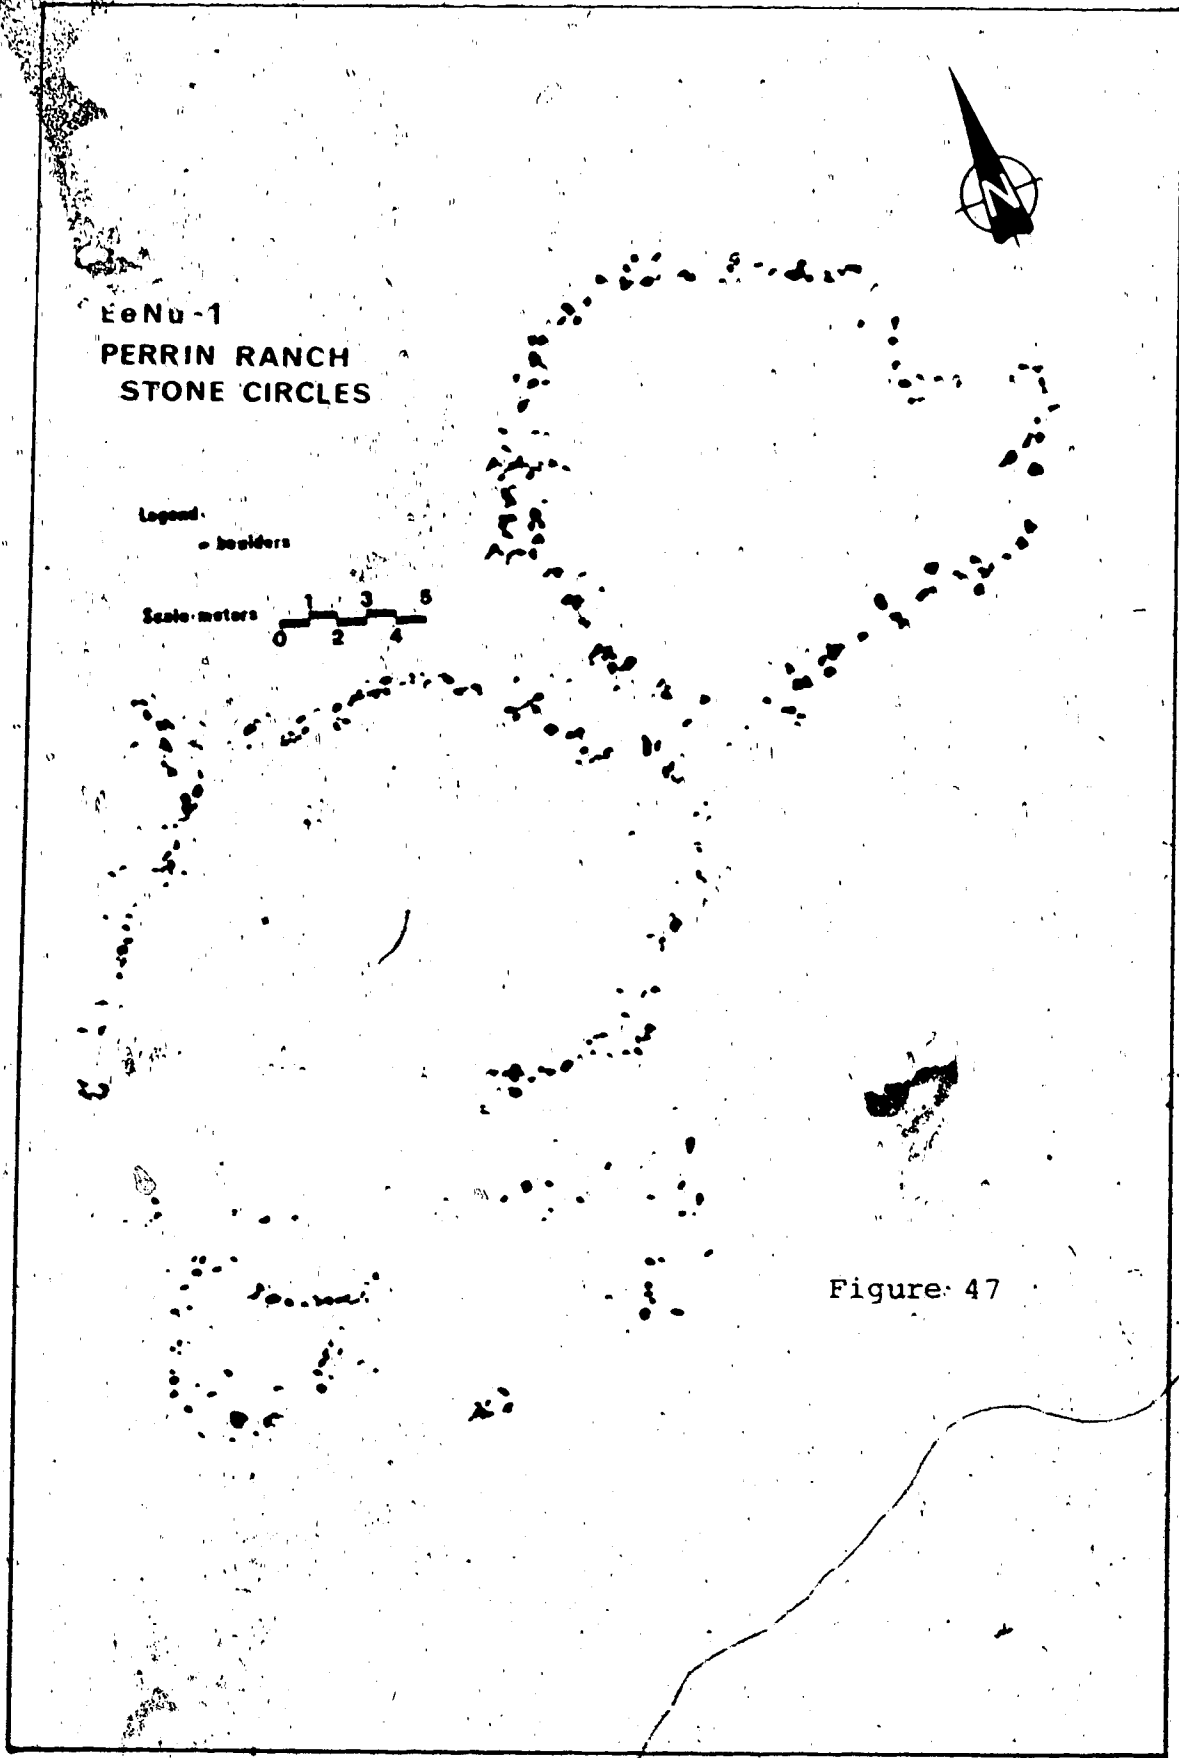 EeNu-1
PERRIN RANCH
STONE CIRCLES
N
Legend
boulders
Scale-meters
1 3 5
0 2 4
Figure 47